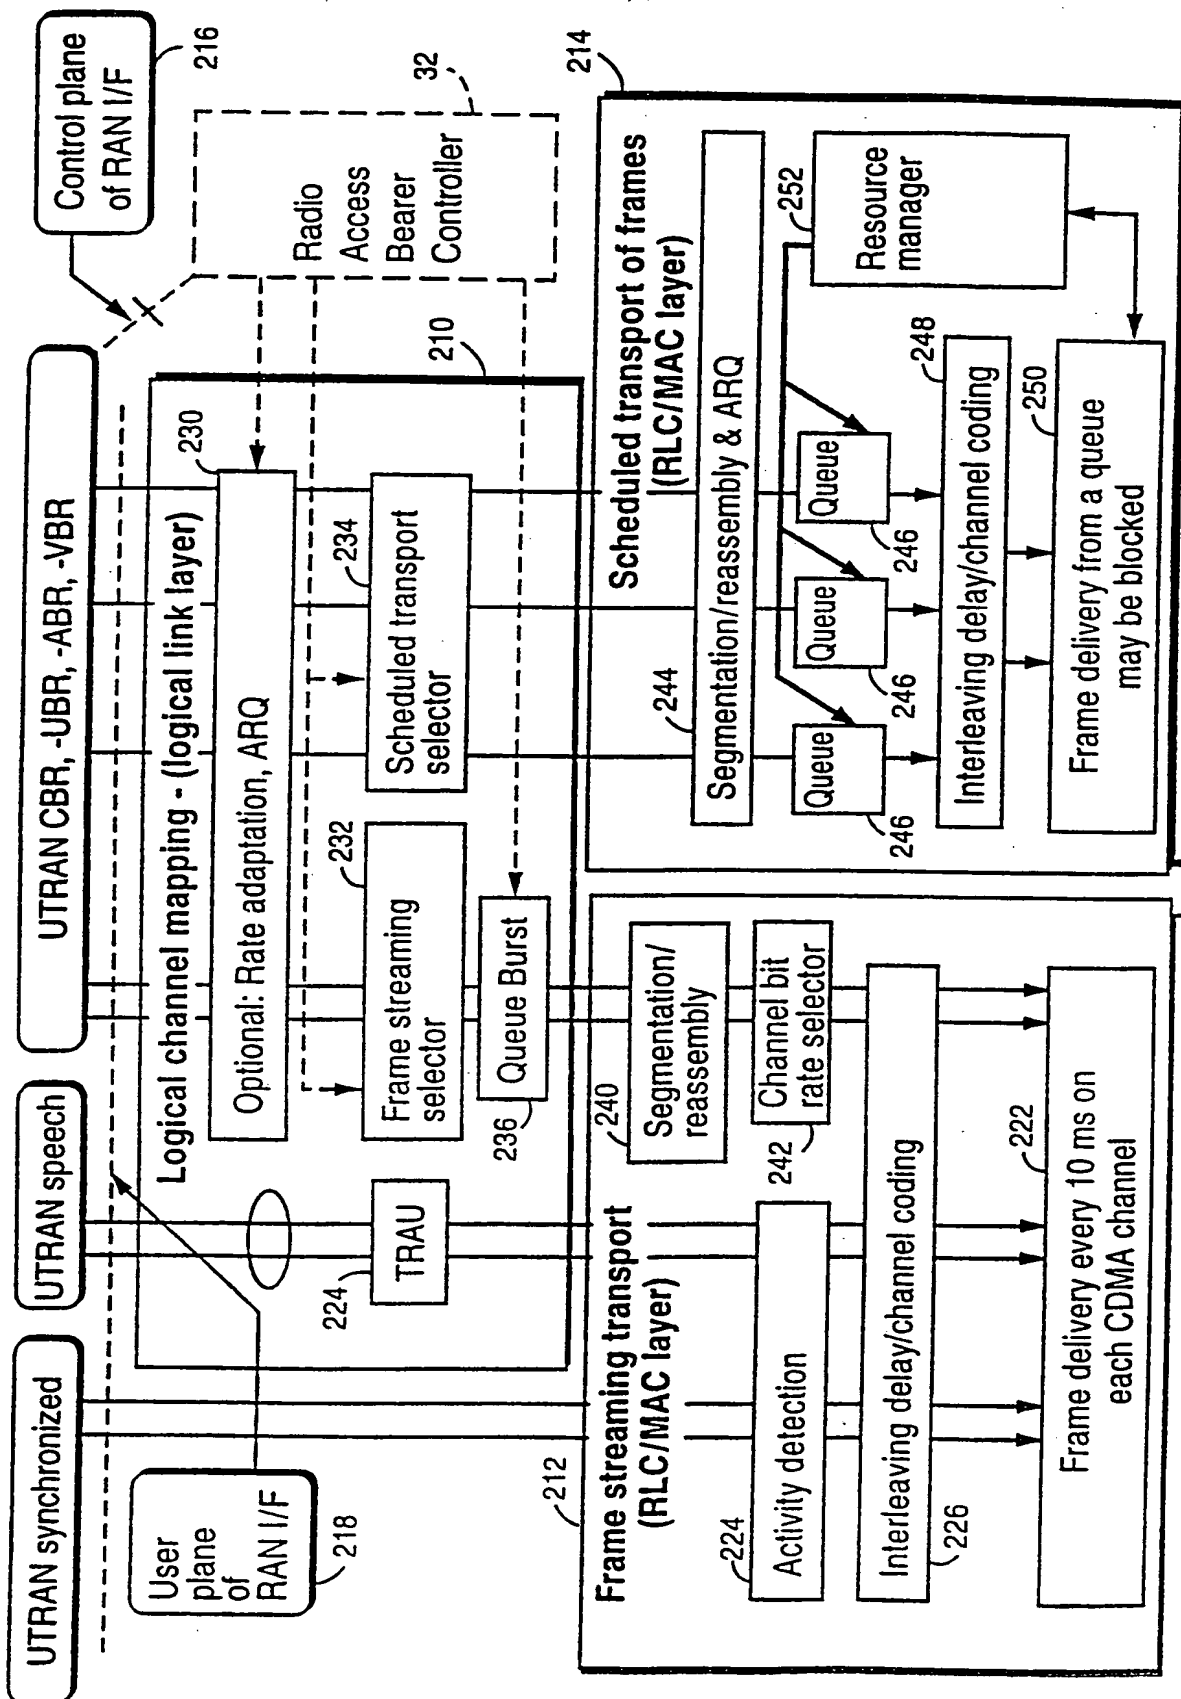 UTRAN synchronized
UTRAN speech
UTRAN CBR, -UBR, -ABR, -VBR
Control plane
of RAN I/F
216
User
plane
of
RAN I/F
218
Logical channel mapping - (logical link layer)
230
Optional: Rate adaptation, ARQ
Radio
Access
Bearer
Controller
32
224
TRAU
232
Frame streaming
selector
234
Scheduled transport
selector
210
236
Queue Burst
212
Frame streaming transport
(RLC/MAC layer)
240
Segmentation/
reassembly
224
Activity detection
242
Channel bit
rate selector
Interleaving delay/channel coding
226
222
Frame delivery every 10 ms on
each CDMA channel
214
Scheduled transport of frames
(RLC/MAC layer)
244
Segmentation/reassembly & ARQ
252
Resource
manager
Queue
Queue
Queue
246
246
246
248
Interleaving delay/channel coding
250
Frame delivery from a queue
may be blocked